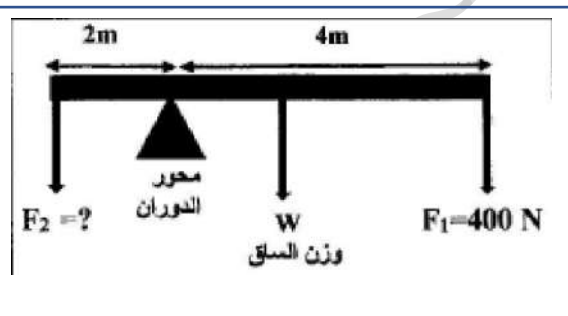 2m 4m
محور
الدوران
F₂ =? W F₁=400 N
وزن الساق